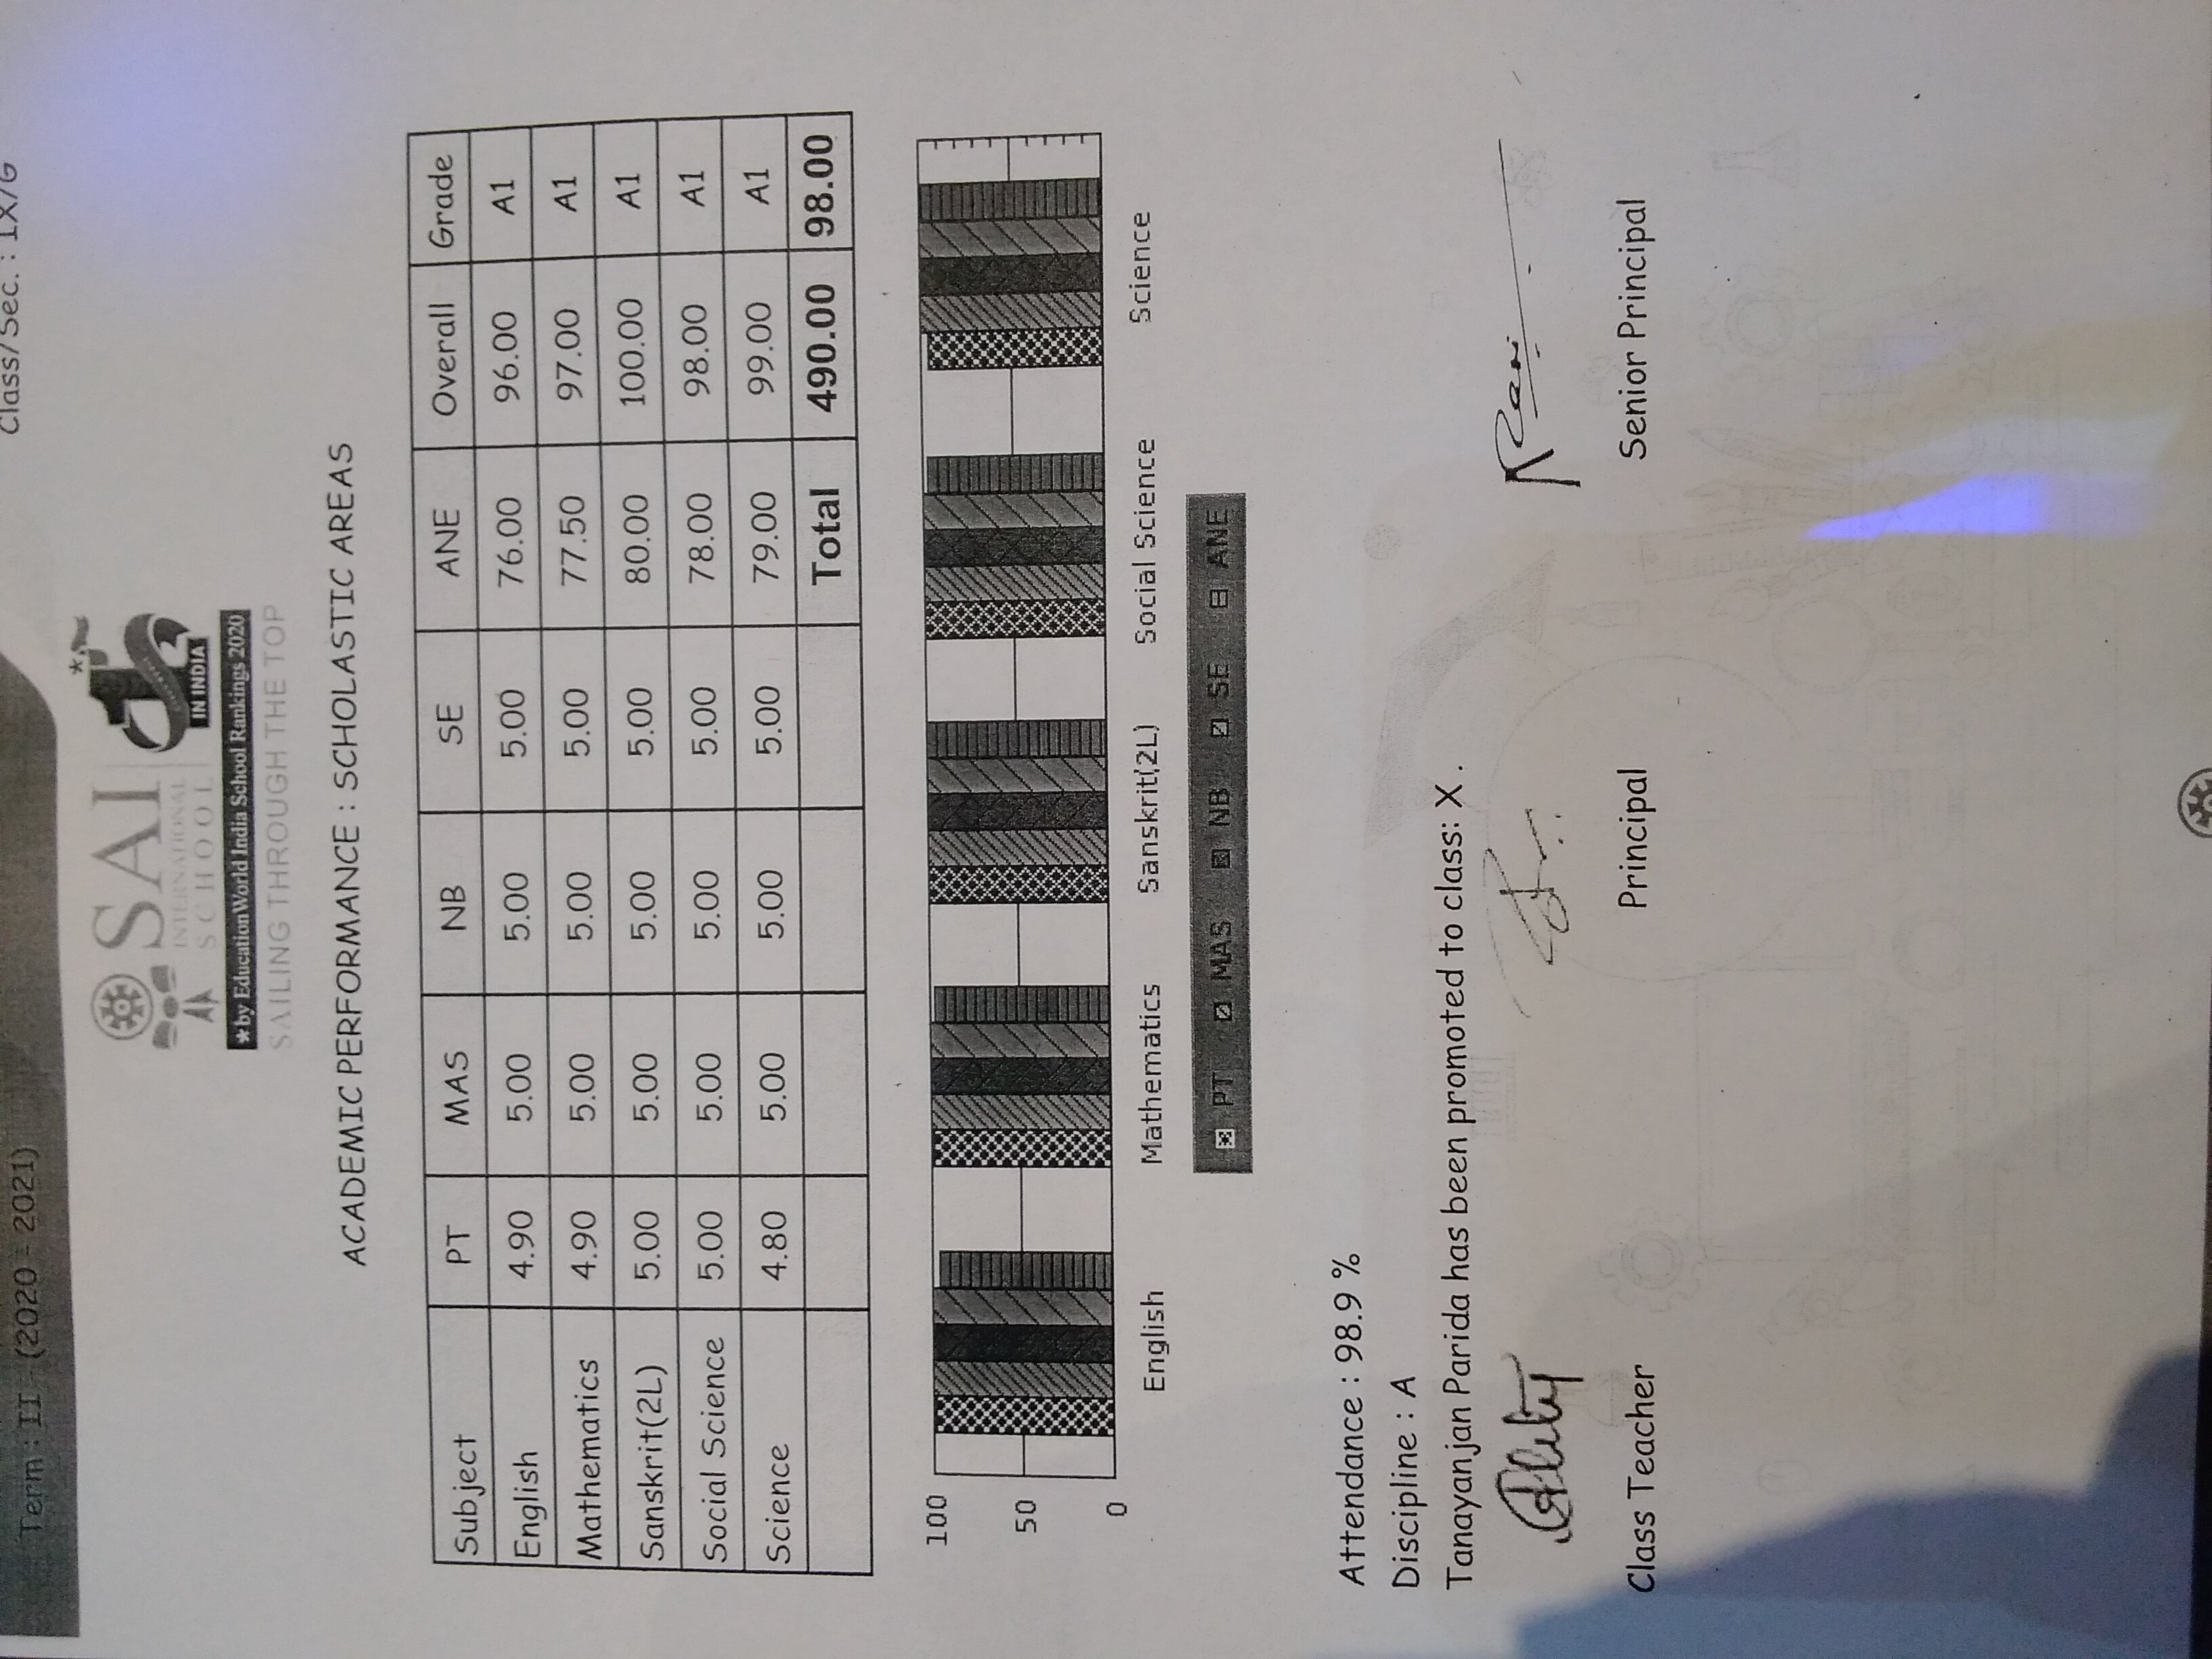 Term : II - (2020 - 2021)
Class/Sec. : IX/G
SAI
INTERNATIONAL
SCHOOL
IN INDIA
*by EducationWorld India School Rankings 2020
SAILING THROUGH THE TOP
ACADEMIC PERFORMANCE : SCHOLASTIC AREAS
Subject PT MAS NB SE ANE Overall Grade
English 4.90 5.00 5.00 5.00 76.00 96.00 A1
Mathematics 4.90 5.00 5.00 5.00 77.50 97.00 A1
Sanskrit(2L) 5.00 5.00 5.00 5.00 80.00 100.00 A1
Social Science 5.00 5.00 5.00 5.00 78.00 98.00 A1
Science 4.80 5.00 5.00 5.00 79.00 99.00 A1
Total 490.00 98.00
100
50
0
English Mathematics Sanskrit(2L) Social Science Science
PT MAS NB SE ANE
Attendance : 98.9 %
Discipline : A
Tanayanjan Parida has been promoted to class: X .
Class Teacher Principal Senior Principal